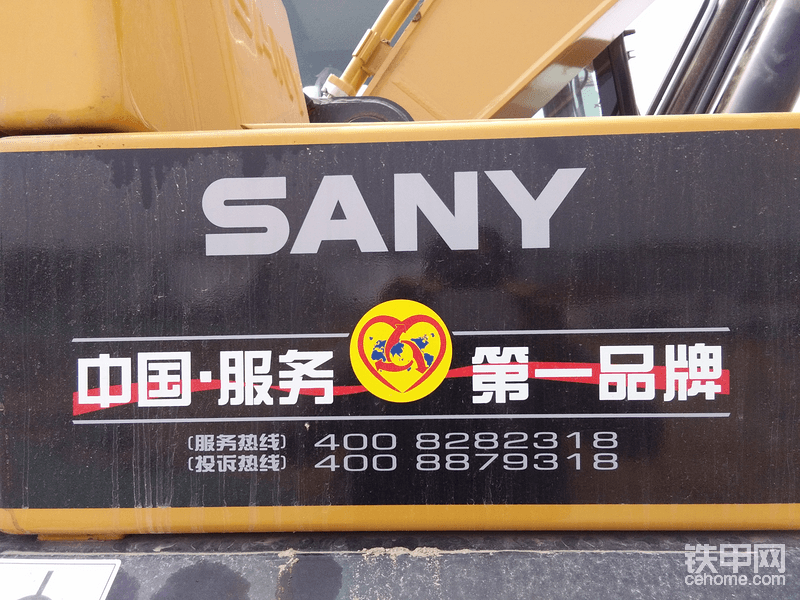 SANY
中国·服务 第一品牌
(服务热线) 400 8282318
(投诉热线) 400 8879318
铁甲网
cehome.com